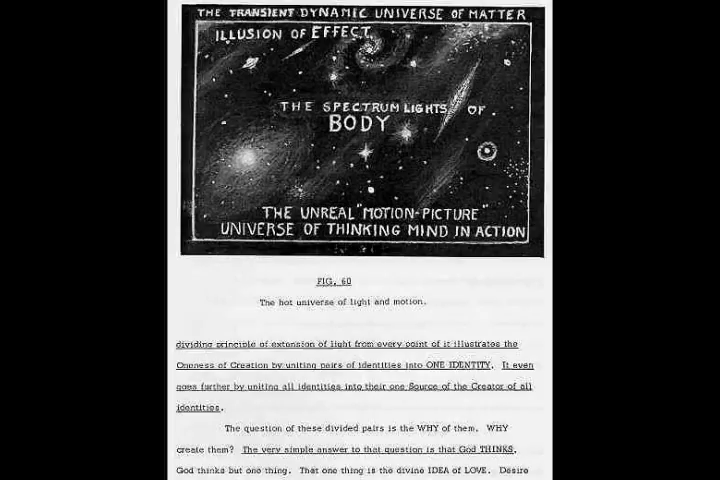 THE TRANSIENT DYNAMIC UNIVERSE OF MATTER
ILLUSION OF EFFECT
THE SPECTRUM LIGHTS OF
BODY
THE UNREAL "MOTION-PICTURE"
UNIVERSE OF THINKING MIND IN ACTION
FIG. 60
The hot universe of light and motion.
dividing principle of extension of light from every point of it illustrates the
Oneness of Creation by uniting pairs of identities into ONE IDENTITY. It even
goes further by uniting all identities into their one Source of the Creator of all
identities.
The question of these divided pairs is the WHY of them. WHY
create them? The very simple answer to that question is that God THINKS.
God thinks but one thing. That one thing is the divine IDEA of LOVE. Desire